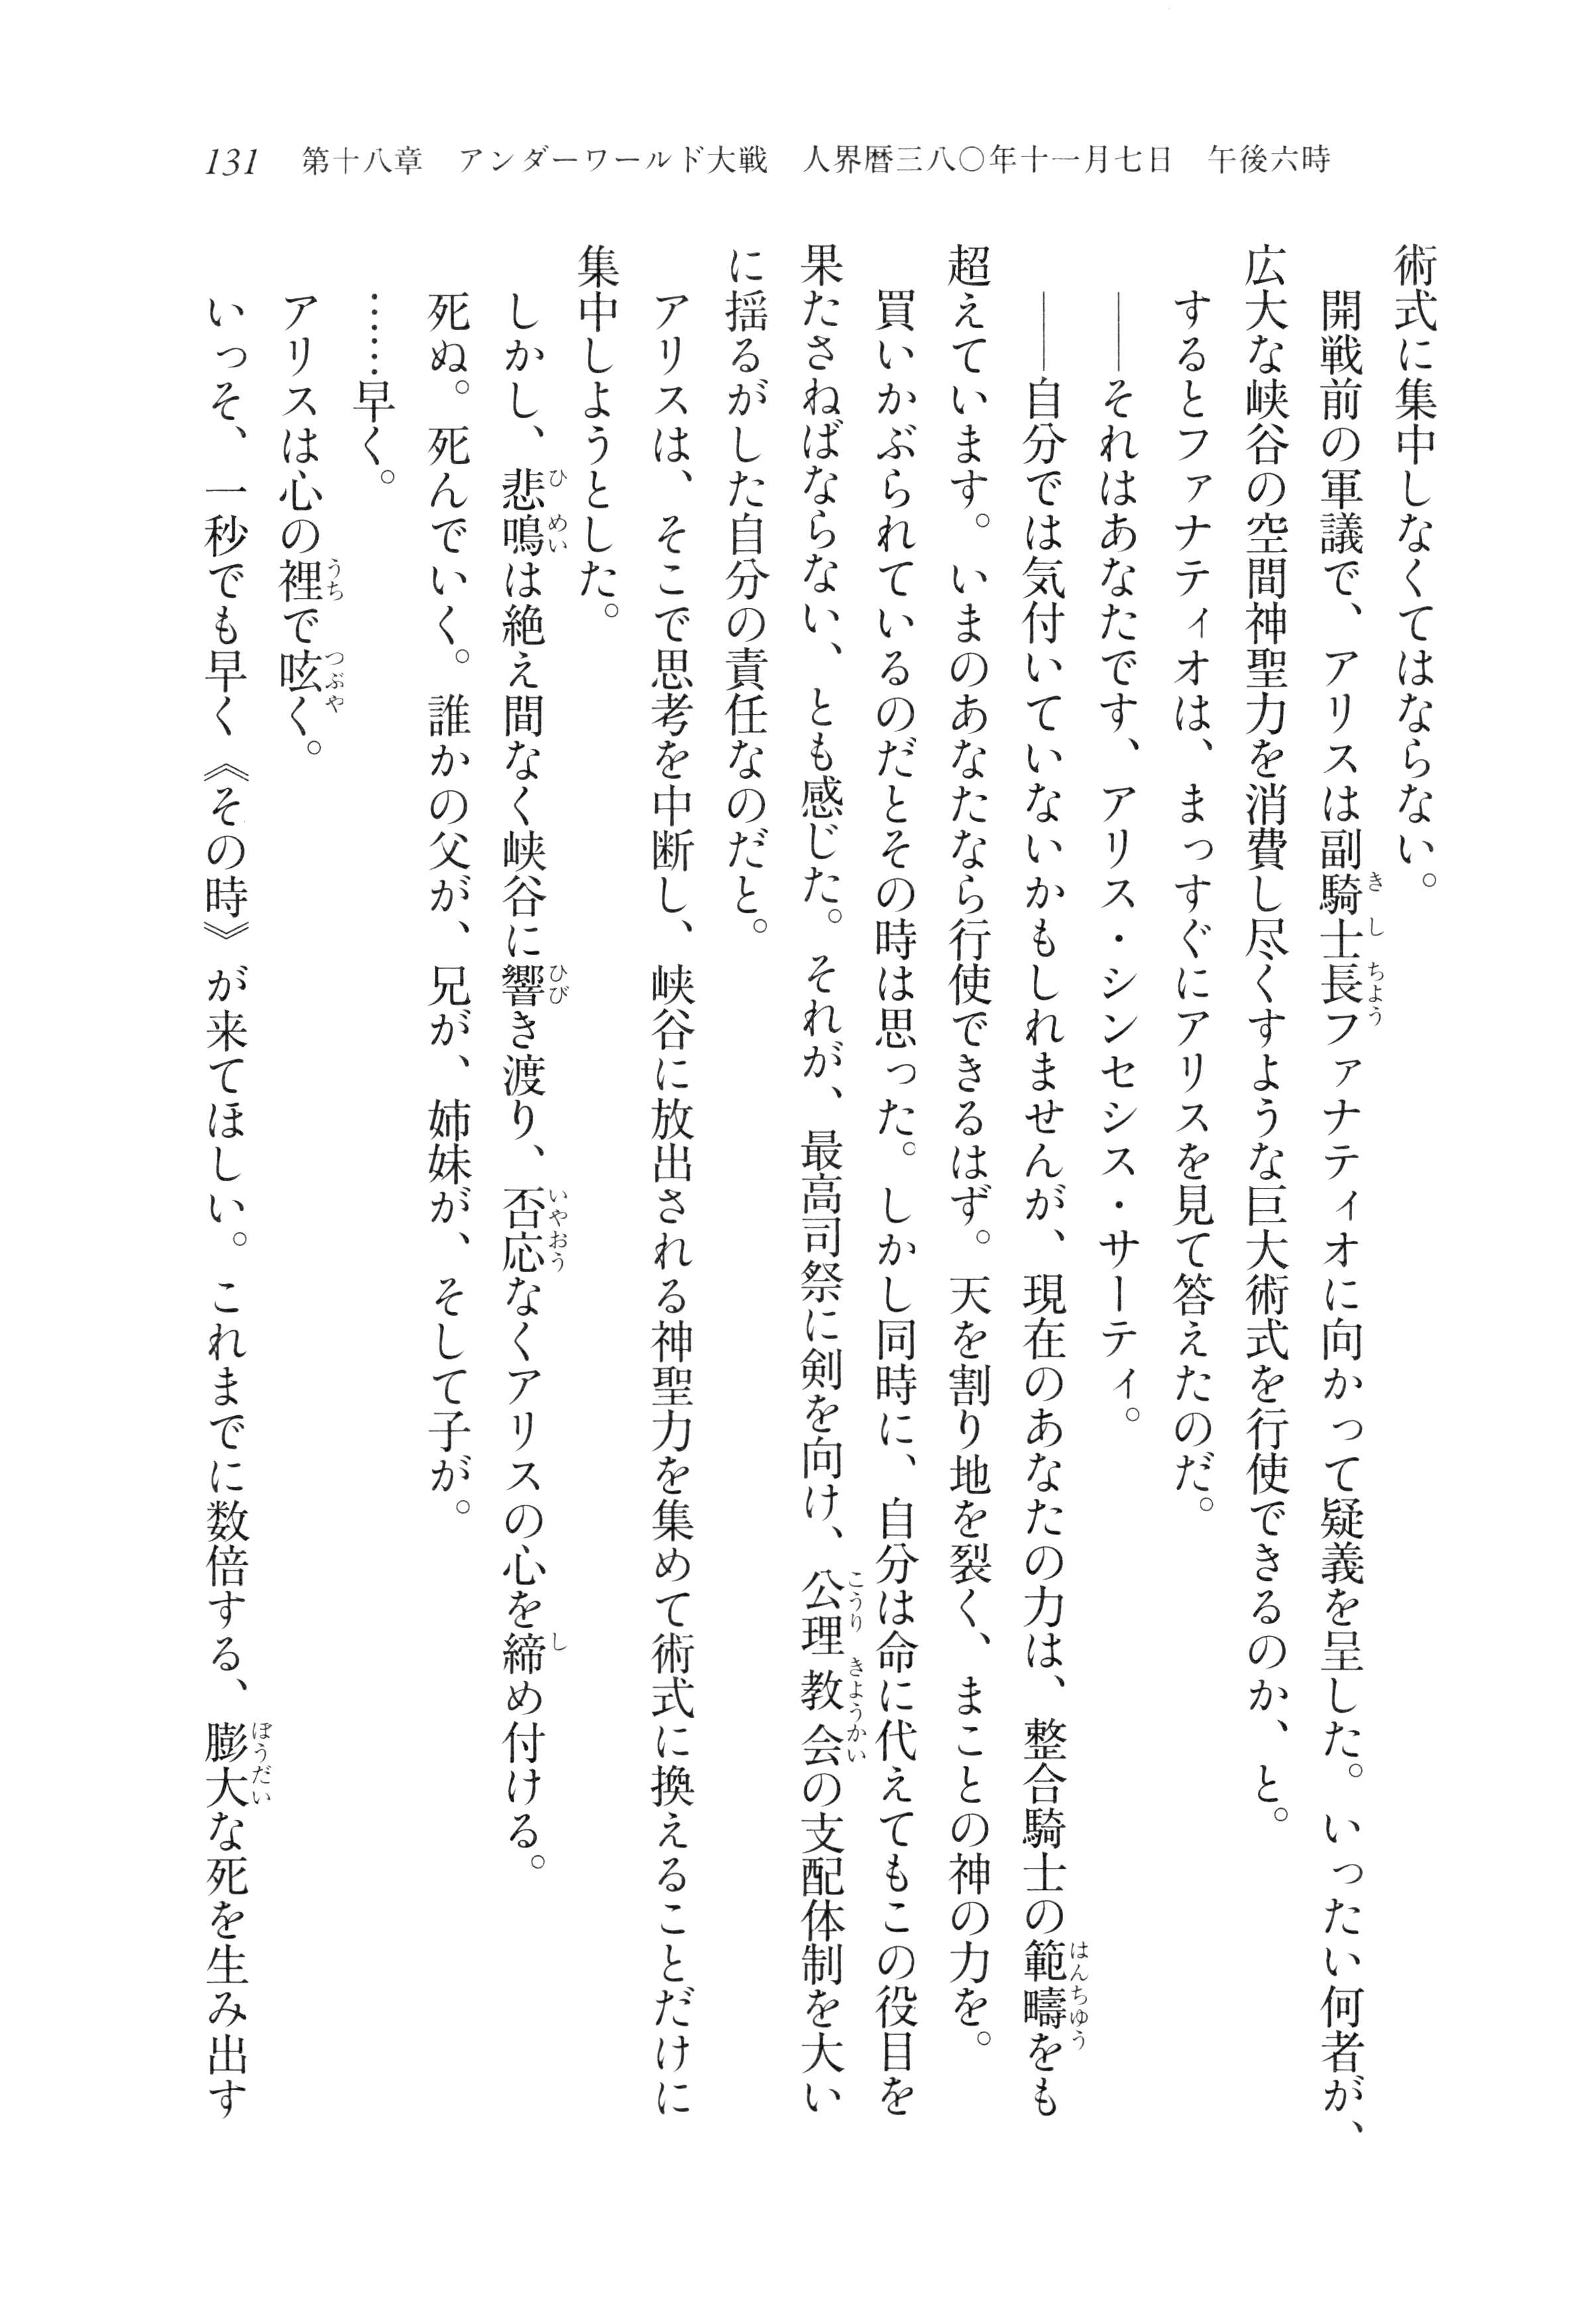 131　第十八章　アンダーワールド大戦　人界暦三八〇年十一月七日　午後六時
術式に集中しなくてはならない。
　開戦前の軍議で、アリスは副騎士長ファナティオに向かって疑義を呈した。いったい何者が、
広大な峡谷の空間神聖力を消費し尽くすような巨大術式を行使できるのか、と。
　するとファナティオは、まっすぐにアリスを見て答えたのだ。
　――それはあなたです、アリス・シンセシス・サーティ。
　――自分では気付いていないかもしれませんが、現在のあなたの力は、整合騎士の範疇をも
超えています。いまのあなたなら行使できるはず。天を割り地を裂く、まことの神の力を。
　買いかぶられているのだとその時は思った。しかし同時に、自分は命に代えてもこの役目を
果たさねばならない、とも感じた。それが、最高司祭に剣を向け、公理教会の支配体制を大い
に揺るがした自分の責任なのだと。
　アリスは、そこで思考を中断し、峡谷に放出される神聖力を集めて術式に換えることだけに
集中しようとした。
　しかし、悲鳴は絶え間なく峡谷に響き渡り、否応なくアリスの心を締め付ける。
　死ぬ。死んでいく。誰かの父が、兄が、姉妹が、そして子が。
　……早く。
　アリスは心の裡で呟く。
　いっそ、一秒でも早く《その時》が来てほしい。これまでに数倍する、膨大な死を生み出す